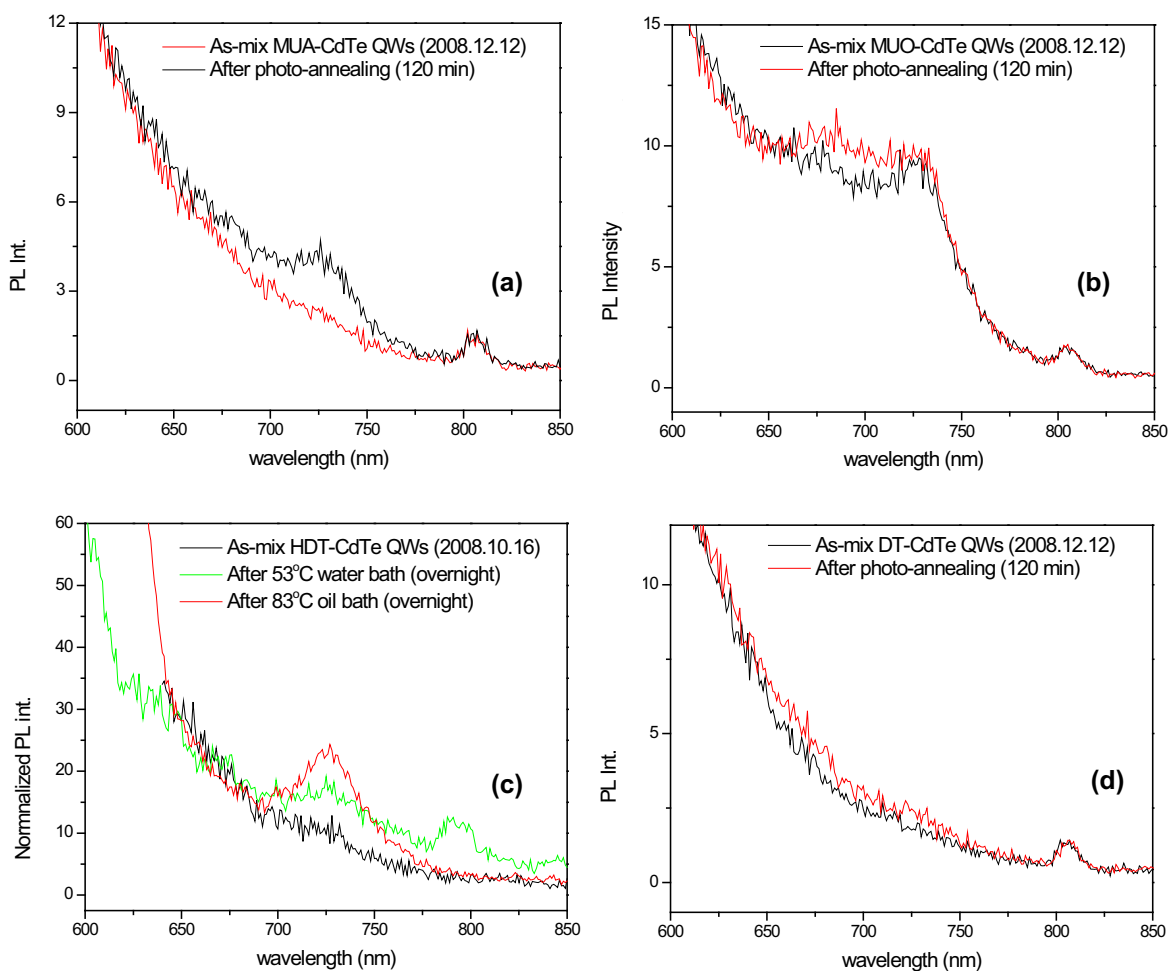 As-mix MUA-CdTe QWs (2008.12.12)
After photo-annealing (120 min)
(a)
PL Int.
12
9
6
3
0
600 650 700 750 800 850
wavelength (nm)
As-mix MUO-CdTe QWs (2008.12.12)
After photo-annealing (120 min)
(b)
PL Intensity
15
10
5
0
600 650 700 750 800 850
wavelength (nm)
As-mix HDT-CdTe QWs (2008.10.16)
After 53°C water bath (overnight)
After 83°C oil bath (overnight)
(c)
Normnalized PL int.
60
50
40
30
20
10
0
600 650 700 750 800 850
wavelength (nm)
As-mix DT-CdTe QWs (2008.12.12)
After photo-annealing (120 min)
(d)
PL Int.
10
5
0
600 650 700 750 800 850
wavelength (nm)